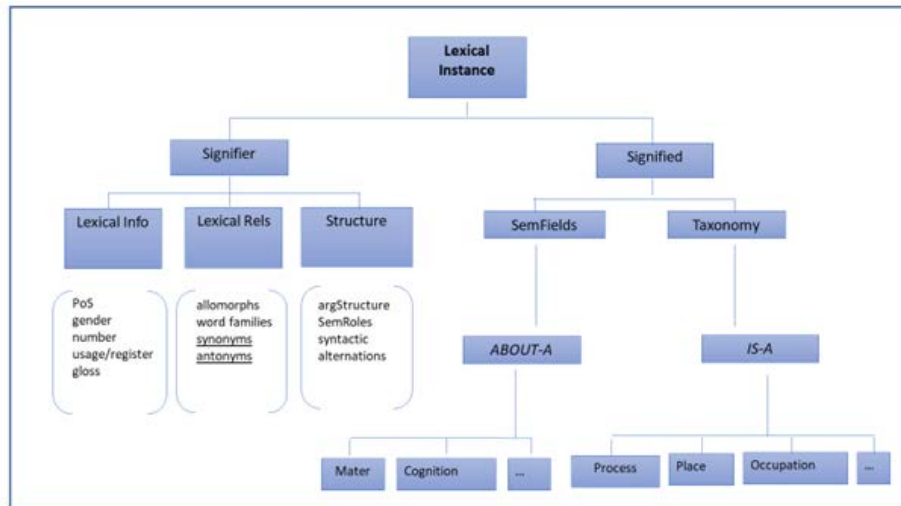 Lexical
Instance
Signifier
Signified
Lexical Info
Lexical Rels
Structure
SemFields
Taxonomy
PoS
gender
number
usage/register
gloss
allomorphs
word families
synonyms
antonyms
argStructure
SemRoles
syntactic
alternations
ABOUT-A
IS-A
Mater
Cognition
...
Process
Place
Occupation
...